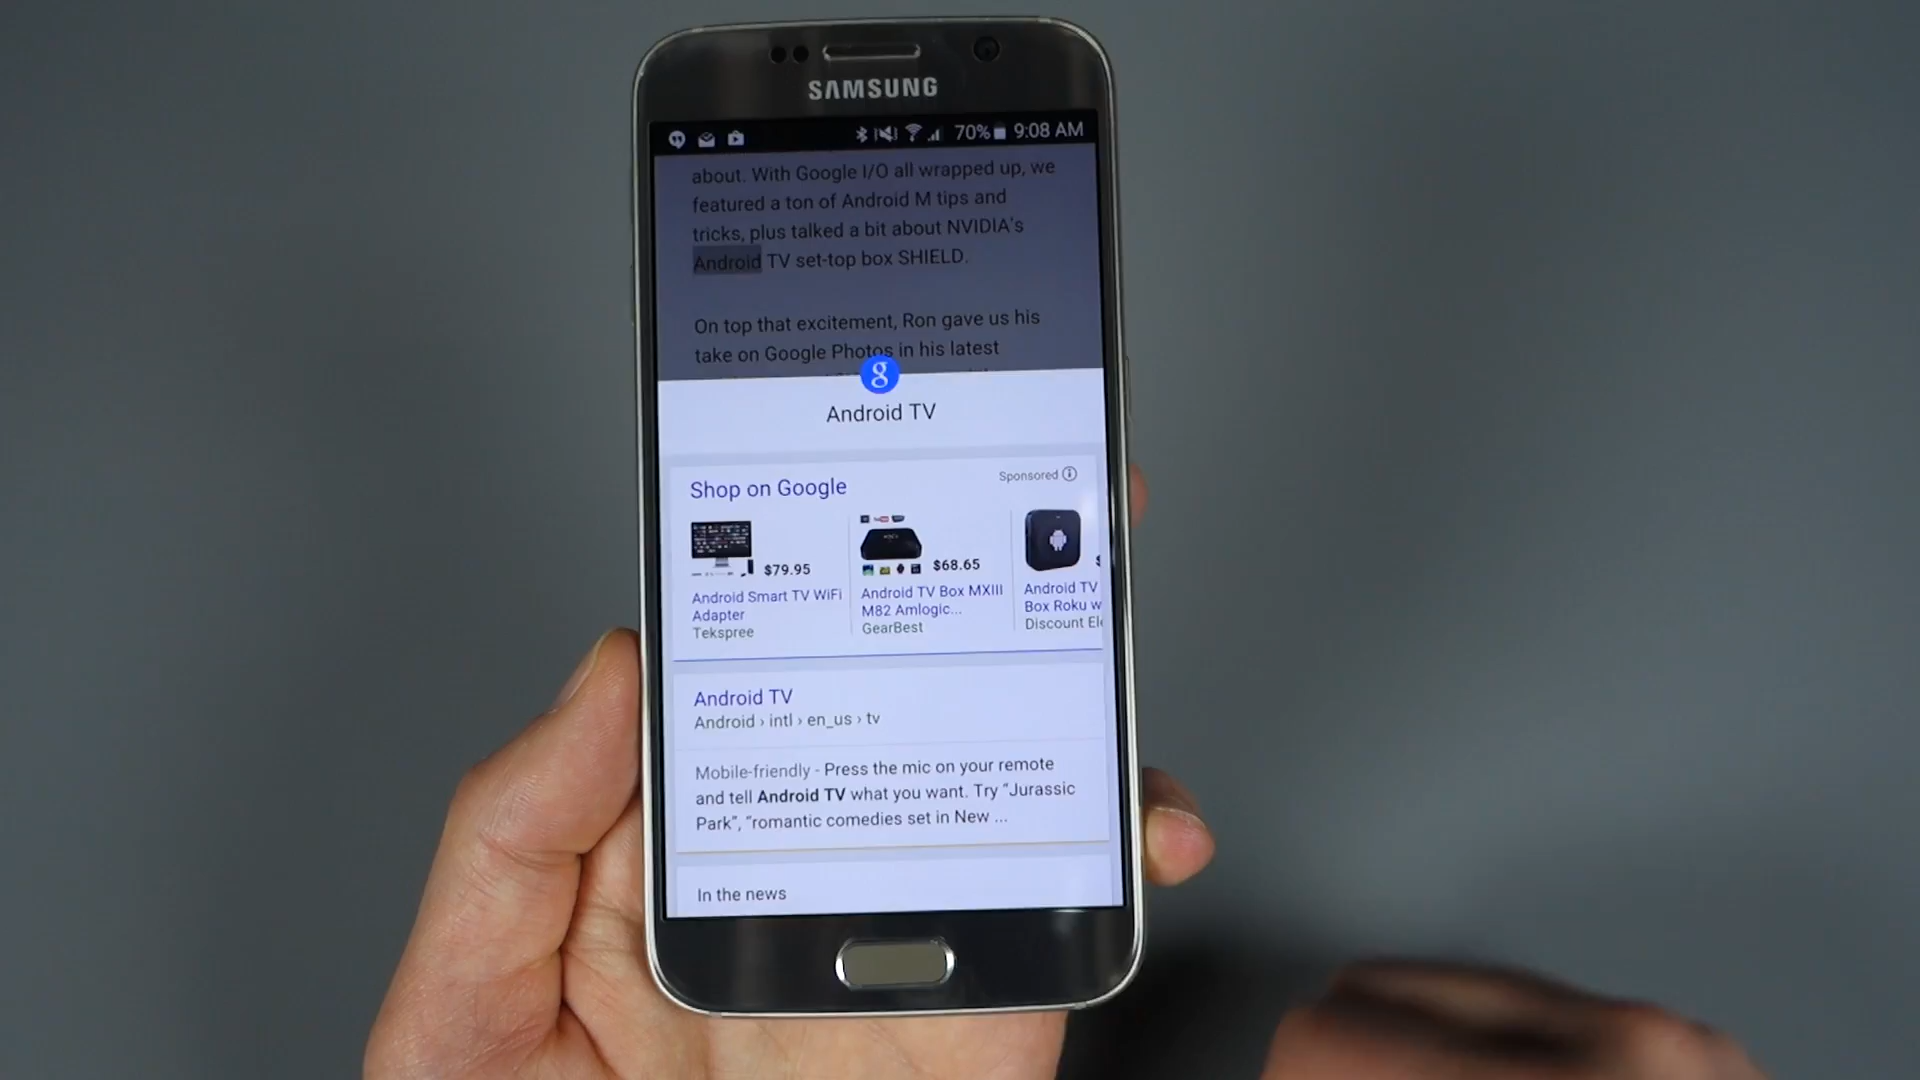 SAMSUNG
70% 9:08 AM
about. With Google I/O all wrapped up, we
featured a ton of Android M tips and
tricks, plus talked a bit about NVIDIA's
Android TV set-top box SHIELD.
On top that excitement, Ron gave us his
take on Google Photos in his latest
g
Android TV
Shop on Google
Sponsored
$79.95
Android Smart TV WiFi
Adapter
Tekspree
$68.65
Android TV Box MXIII
M82 Amlogic...
GearBest
Android TV
Box Roku w
Discount Ele
Android TV
Android › intl › en_us › tv
Mobile-friendly - Press the mic on your remote
and tell Android TV what you want. Try “Jurassic
Park”, “romantic comedies set in New ...
In the news